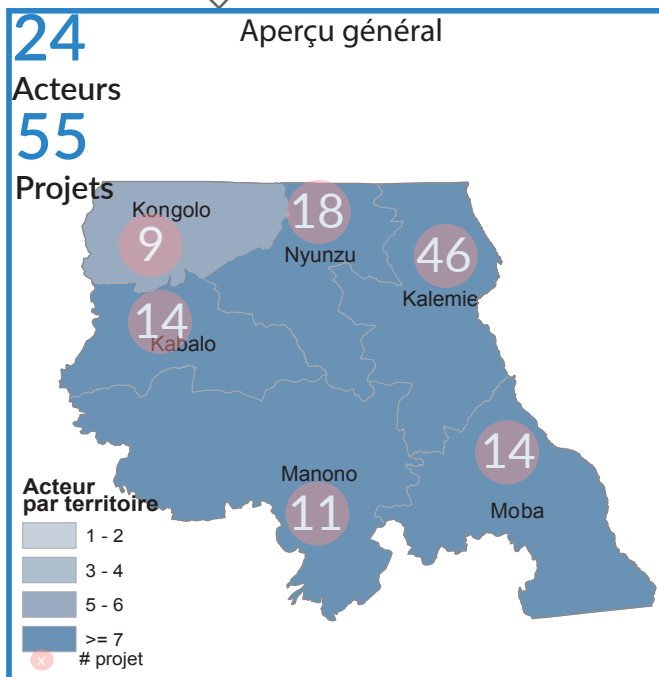 Aperçu général
24
Acteurs
55
Projets
Kongolo
9
18
Nyunzu
46
Kalemie
14
Kabalo
14
Moba
Manono
11
Acteur
par territoire
1 - 2
3 - 4
5 - 6
>= 7
x # projet